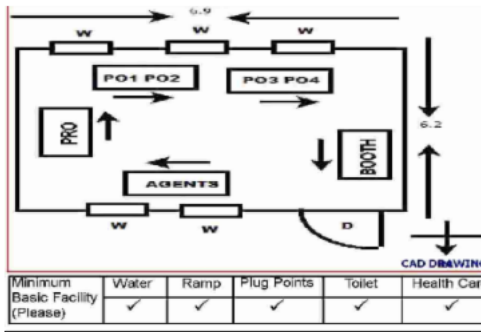 6.9
W W W
PO1 PO2 PO3 PO4
PRO
6.2
BOOTH
AGENTS
W W D
CAD DRAWING
Minimum Basic Facility (Please) Water Ramp Plug Points Toilet Health Car
✓ ✓ ✓ ✓ ✓